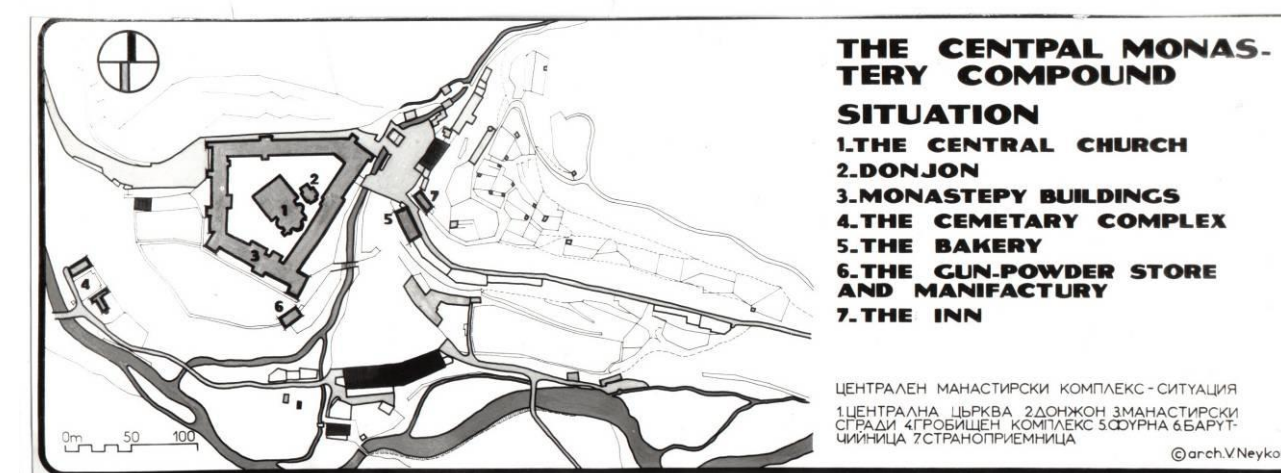 THE CENTPAL MONAS-
TERY COMPOUND
SITUATION
1. THE CENTRAL CHURCH
2. DONJON
3. MONASTEPY BUILDINGS
4. THE CEMETARY COMPLEX
5. THE BAKERY
6. THE GUN-POWDER STORE
AND MANIFACTURY
7. THE INN
ЦЕНТРАЛЕН МАНАСТИРСКИ КОМПЛЕКС - СИТУАЦИЯ
1.ЦЕНТРАЛНА ЦЬРКВА 2.ДОНЖОН 3.МАНАСТИРСКИ
СГРАДИ 4.ГРОБИЩЕН КОМПЛЕКС 5.ФУРНА 6.БАРУТ-
ЧИЙНИЦА 7.СТРАНОПРИЕМНИЦА
© arch.V.Neyko
2
1
3
7
5
4
6
0m 50 100